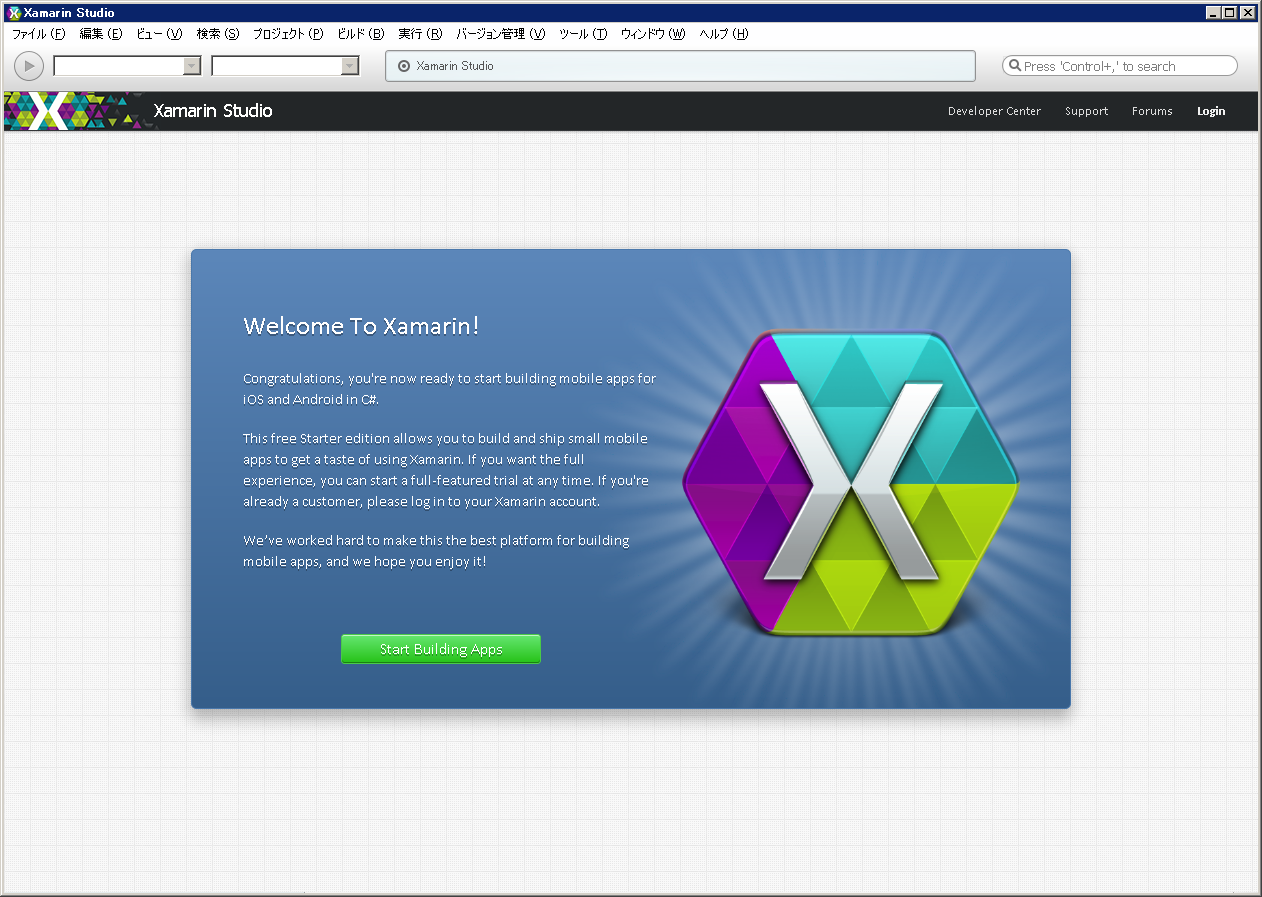 Xamarin Studio
ファイル (F) 編集 (E) ビュー (V) 検索 (S) プロジェクト (P) ビルド (B) 実行 (R) バージョン管理 (V) ツール (T) ウィンドウ (W) ヘルプ (H)
Xamarin Studio
Press 'Control+,' to search
X Xamarin Studio Developer Center Support Forums Login
Welcome To Xamarin!
Congratulations, you're now ready to start building mobile apps for
iOS and Android in C#.
This free Starter edition allows you to build and ship small mobile
apps to get a taste of using Xamarin. If you want the full
experience, you can start a full-featured trial at any time. If you're
already a customer, please log in to your Xamarin account.
We've worked hard to make this the best platform for building
mobile apps, and we hope you enjoy it!
Start Building Apps
X